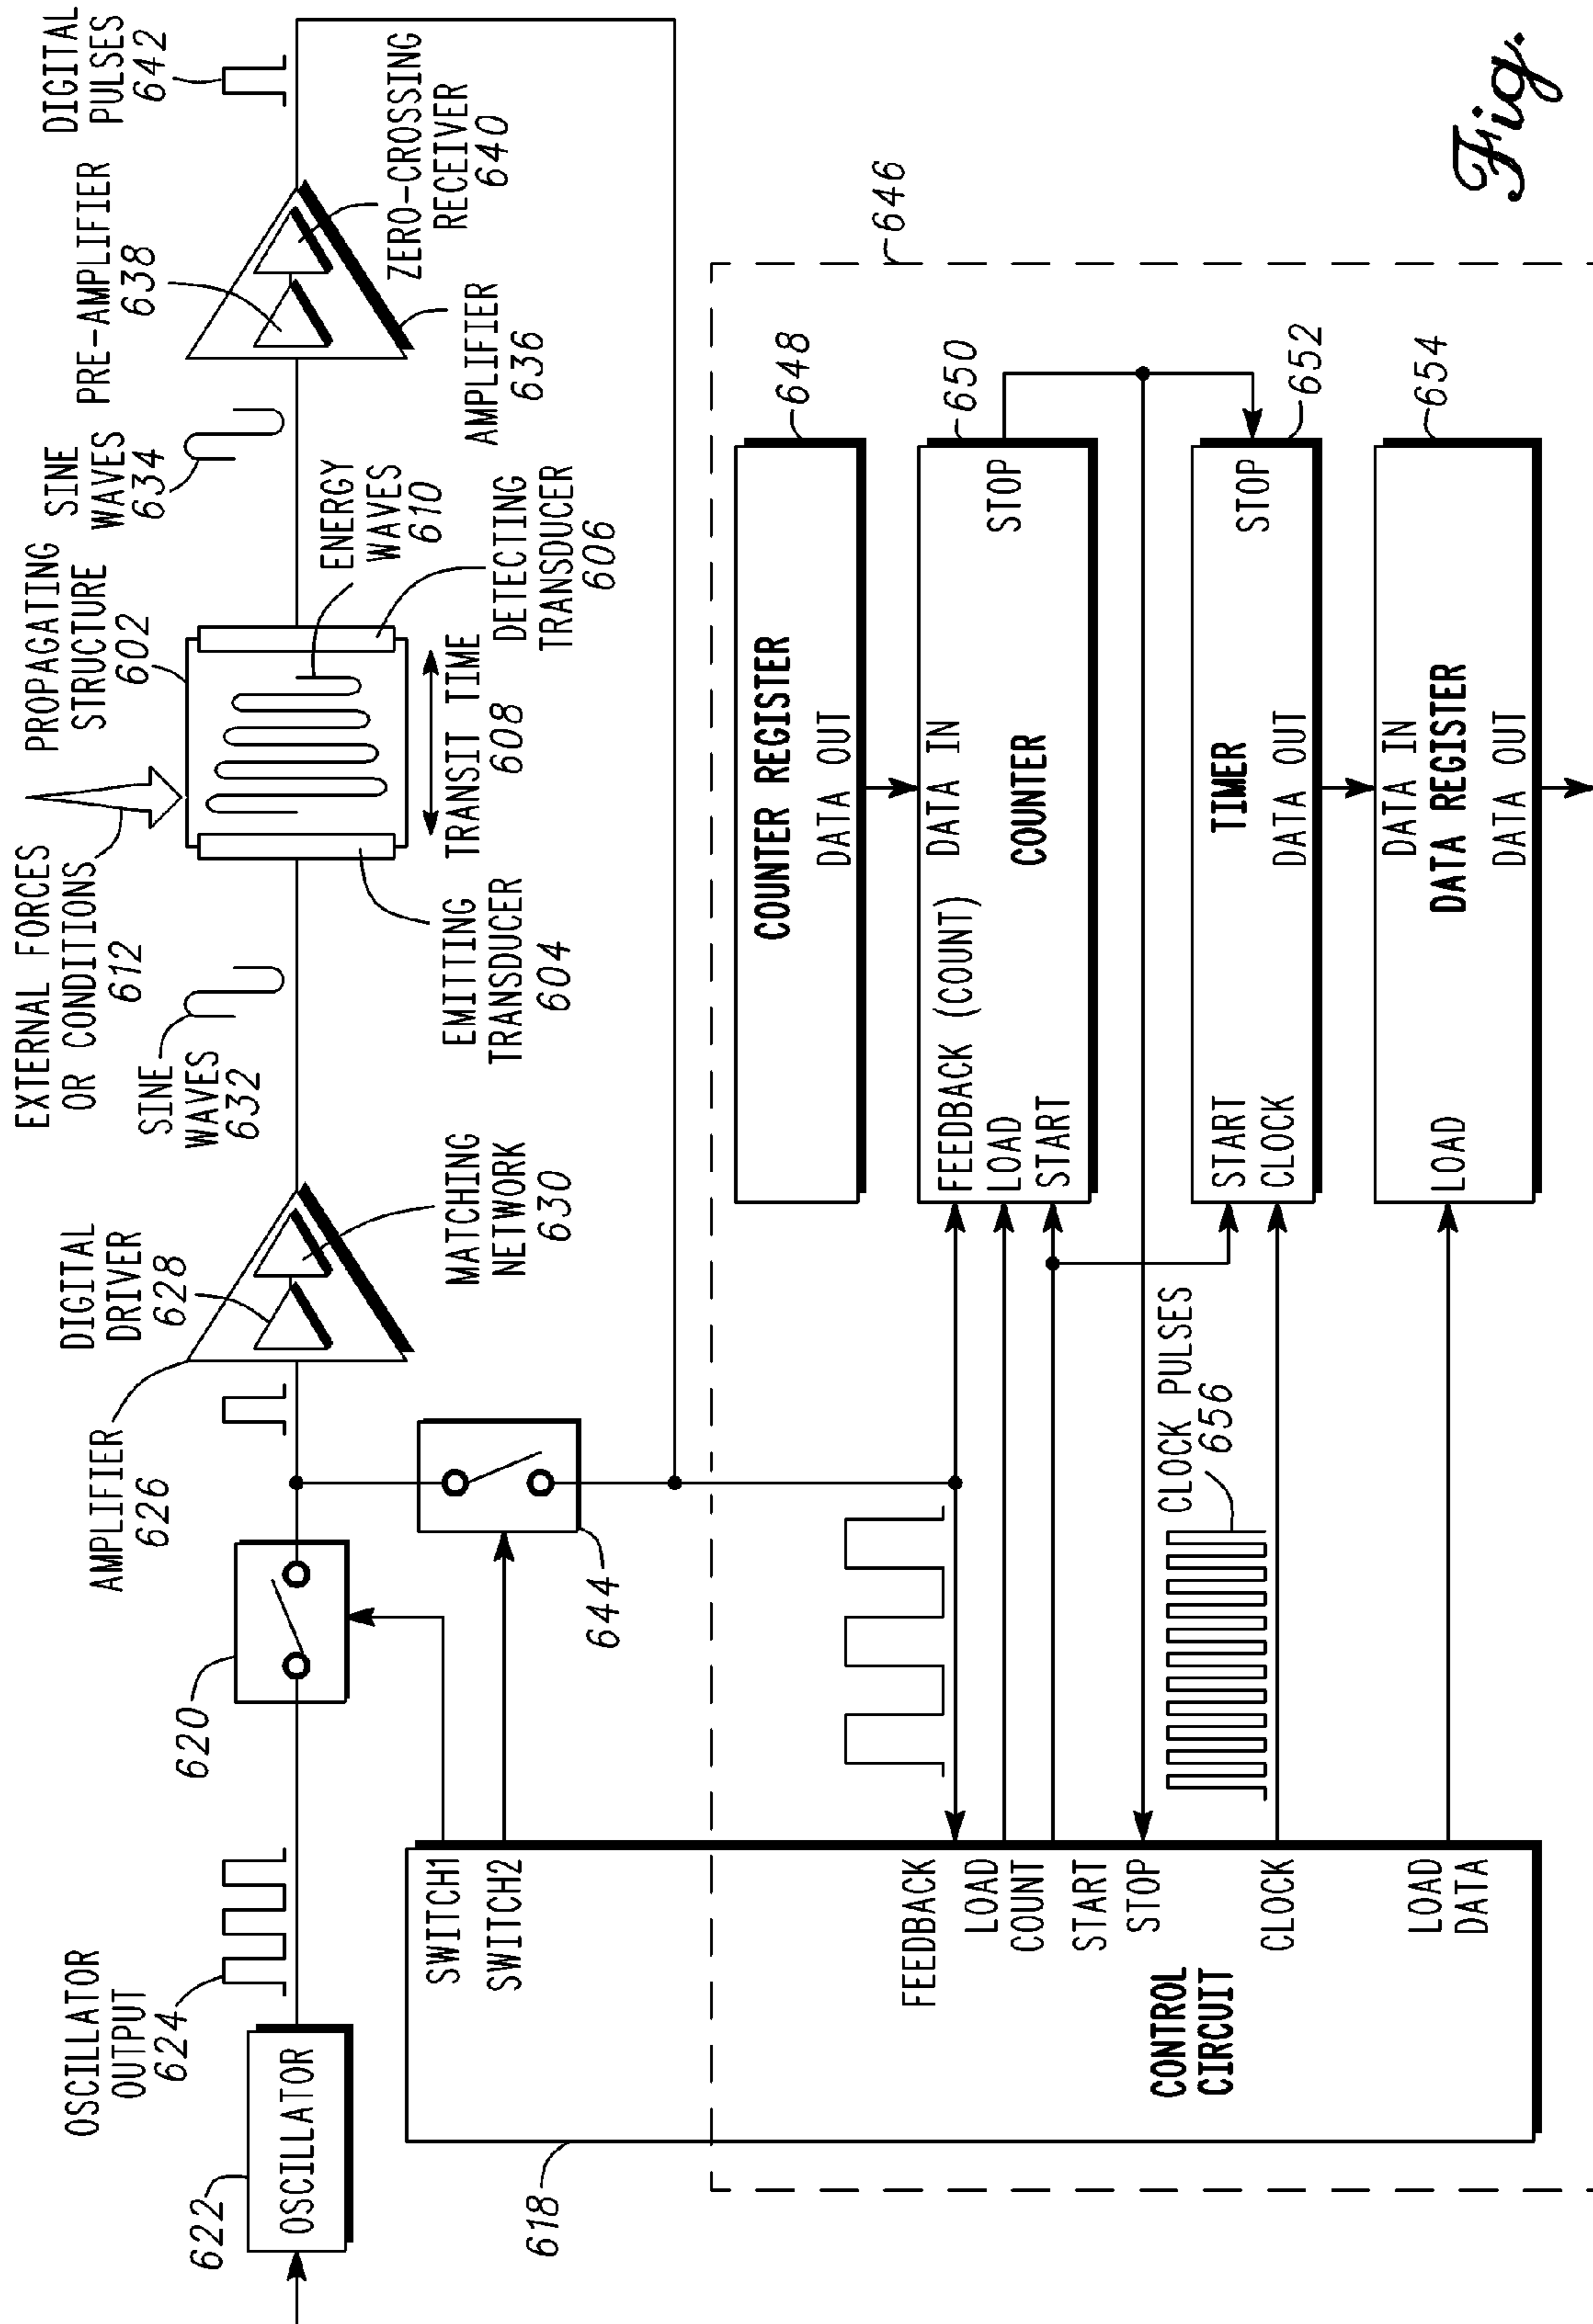 OSCILLATOR
OUTPUT
624
622
OSCILLATOR
620
AMPLIFIER
626
DIGITAL
DRIVER
628
MATCHING
NETWORK
630
EXTERNAL FORCES
OR CONDITIONS
612
SINE
WAVES
632
PROPAGATING
STRUCTURE
602
EMITTING
TRANSDUCER
604
TRANSIT TIME
608
ENERGY
WAVES
610
DETECTING
TRANSDUCER
606
SINE
WAVES
634
PRE-AMPLIFIER
638
AMPLIFIER
636
ZERO-CROSSING
RECEIVER
640
DIGITAL
PULSES
642
644
618
SWITCH1
SWITCH2
FEEDBACK
LOAD
COUNT
START
STOP
CLOCK
LOAD
DATA
CONTROL
CIRCUIT
CLOCK PULSES
656
646
COUNTER REGISTER
DATA OUT
648
FEEDBACK (COUNT)
LOAD
START
DATA IN
COUNTER
STOP
650
START
CLOCK
TIMER
DATA OUT
STOP
652
LOAD
DATA IN
DATA REGISTER
DATA OUT
654
Fig.